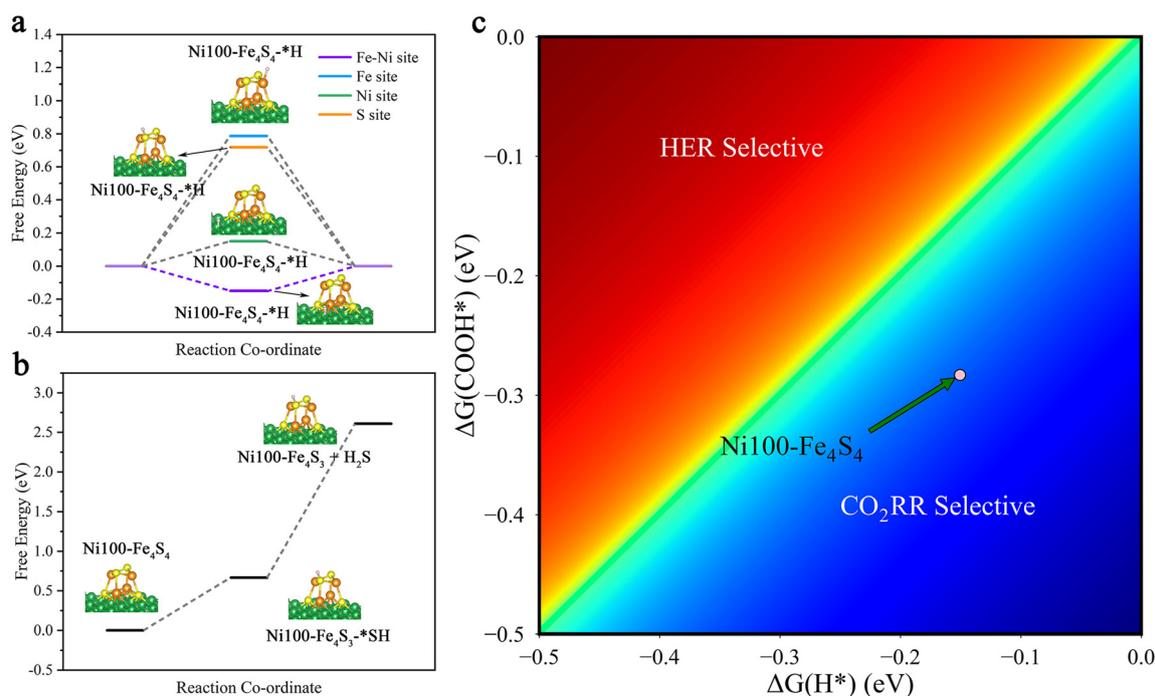 a
1.4
1.2
1.0
0.8
0.6
0.4
0.2
0.0
-0.2
-0.4
Free Energy (eV)
Reaction Co-ordinate
Ni100-Fe₄S₄-*H
Fe-Ni site
Fe site
Ni site
S site
Ni100-Fe₄S₄-*H
Ni100-Fe₄S₄-*H
Ni100-Fe₄S₄-*H
b
3.0
2.5
2.0
1.5
1.0
0.5
0.0
-0.5
Free Energy (eV)
Reaction Co-ordinate
Ni100-Fe₄S₃ + H₂S
Ni100-Fe₄S₄
Ni100-Fe₄S₃-*SH
c
0.0
−0.1
−0.2
−0.3
−0.4
−0.5
ΔG(COOH*) (eV)
HER Selective
Ni100-Fe₄S₄
CO₂RR Selective
−0.5
−0.4
−0.3
−0.2
−0.1
0.0
ΔG(H*) (eV)